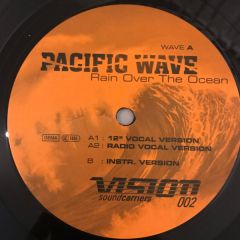 WAVE A
PACIFIC WAVE
Rain Over The Ocean
A1 : 12" VOCAL VERSION
A2 : RADIO VOCAL VERSION
B : INSTR. VERSION
VISION
soundcarriers
002